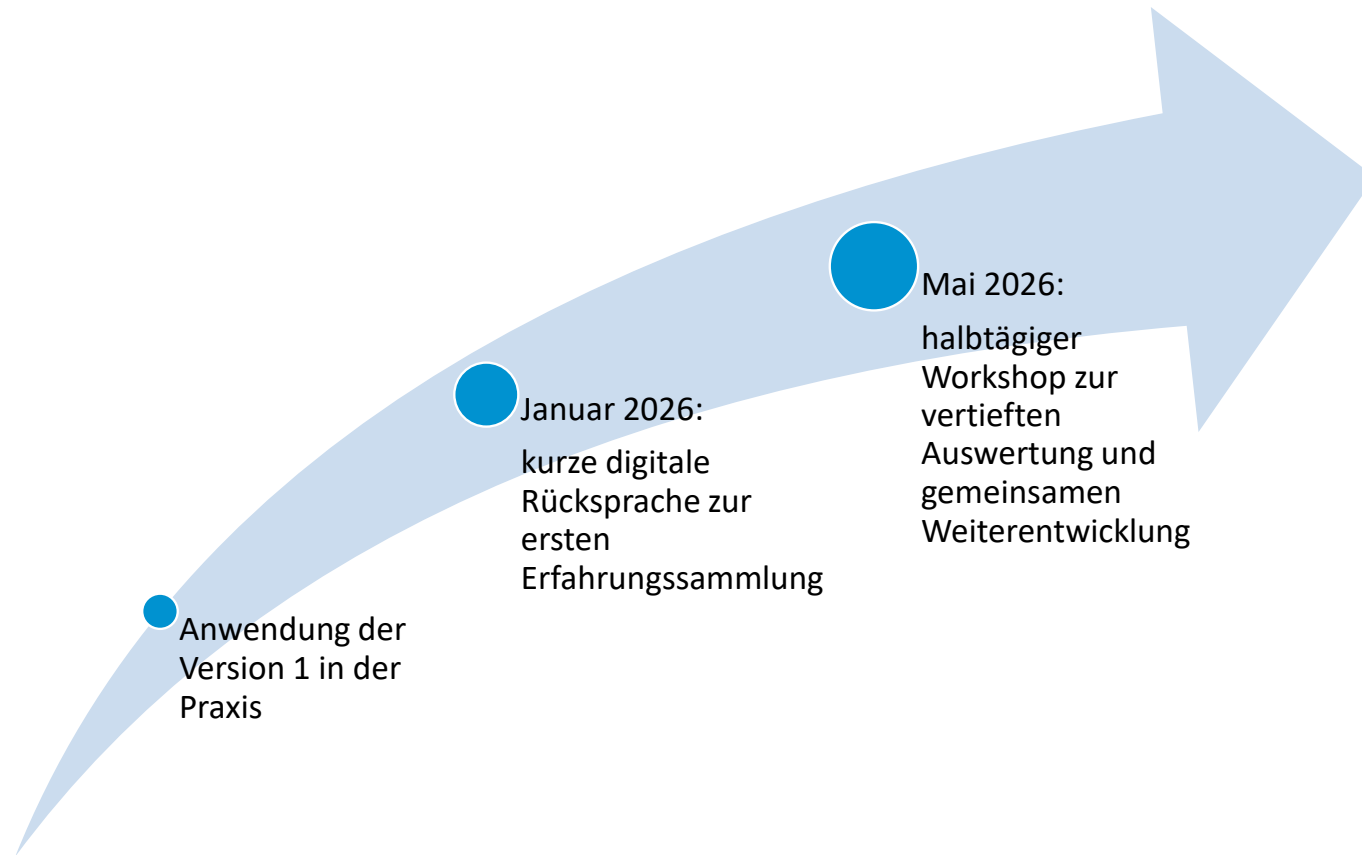 Anwendung der
Version 1 in der
Praxis
Januar 2026:
kurze digitale
Rücksprache zur
ersten
Erfahrungssammlung
Mai 2026:
halbtägiger
Workshop zur
vertieften
Auswertung und
gemeinsamen
Weiterentwicklung